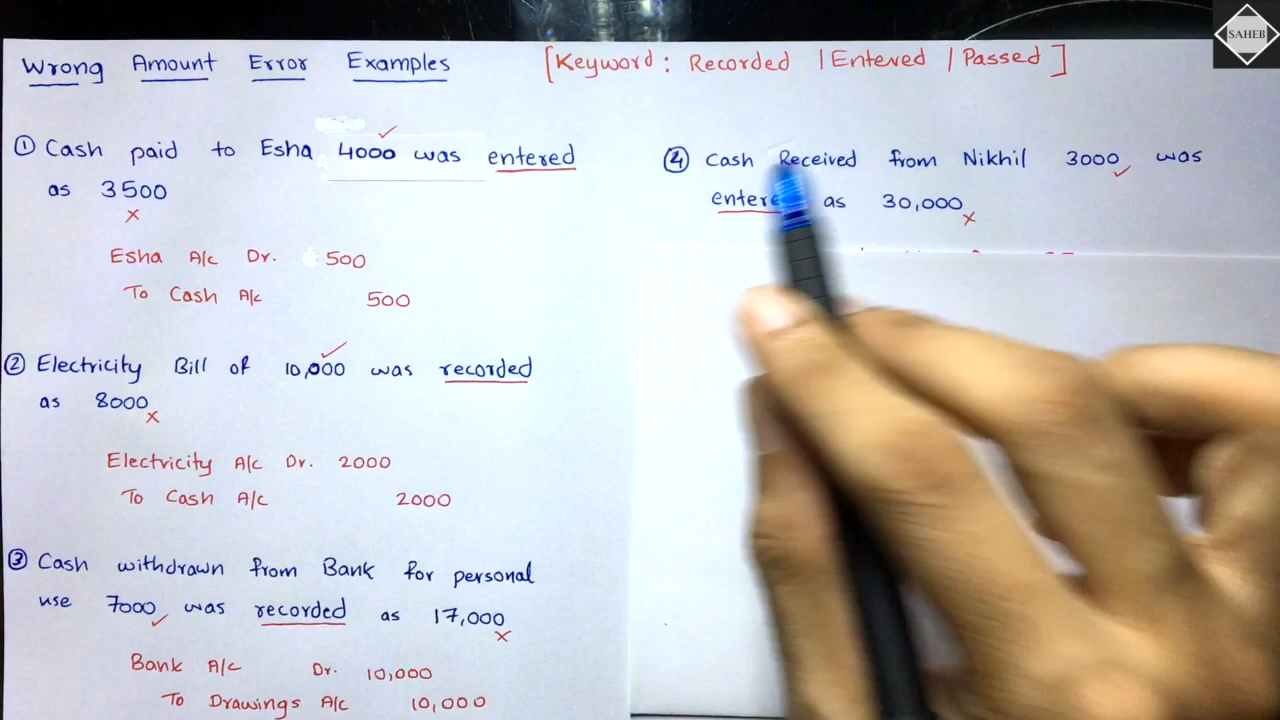 Wrong Amount Error Examples [Keyword: Recorded | Entered | Passed]
① Cash paid to Esha 4000 was entered
as 3500
Esha A/c Dr. 500
To Cash A/c 500
② Electricity Bill of 10,000 was recorded
as 8000
Electricity A/c Dr. 2000
To Cash A/c 2000
③ Cash withdrawn from Bank for personal
use 7000 was recorded as 17,000
Bank A/c Dr. 10,000
To Drawings A/c 10,000
④ Cash Received from Nikhil 3000 was
as 30,000
SAHEB